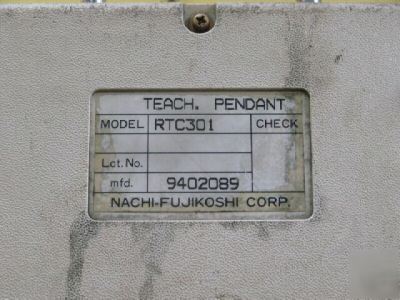 TEACH. PENDANT
MODEL RTC301 CHECK
Lot.No.
mfd. 9402089
NACHI-FUJIKOSHI CORP.